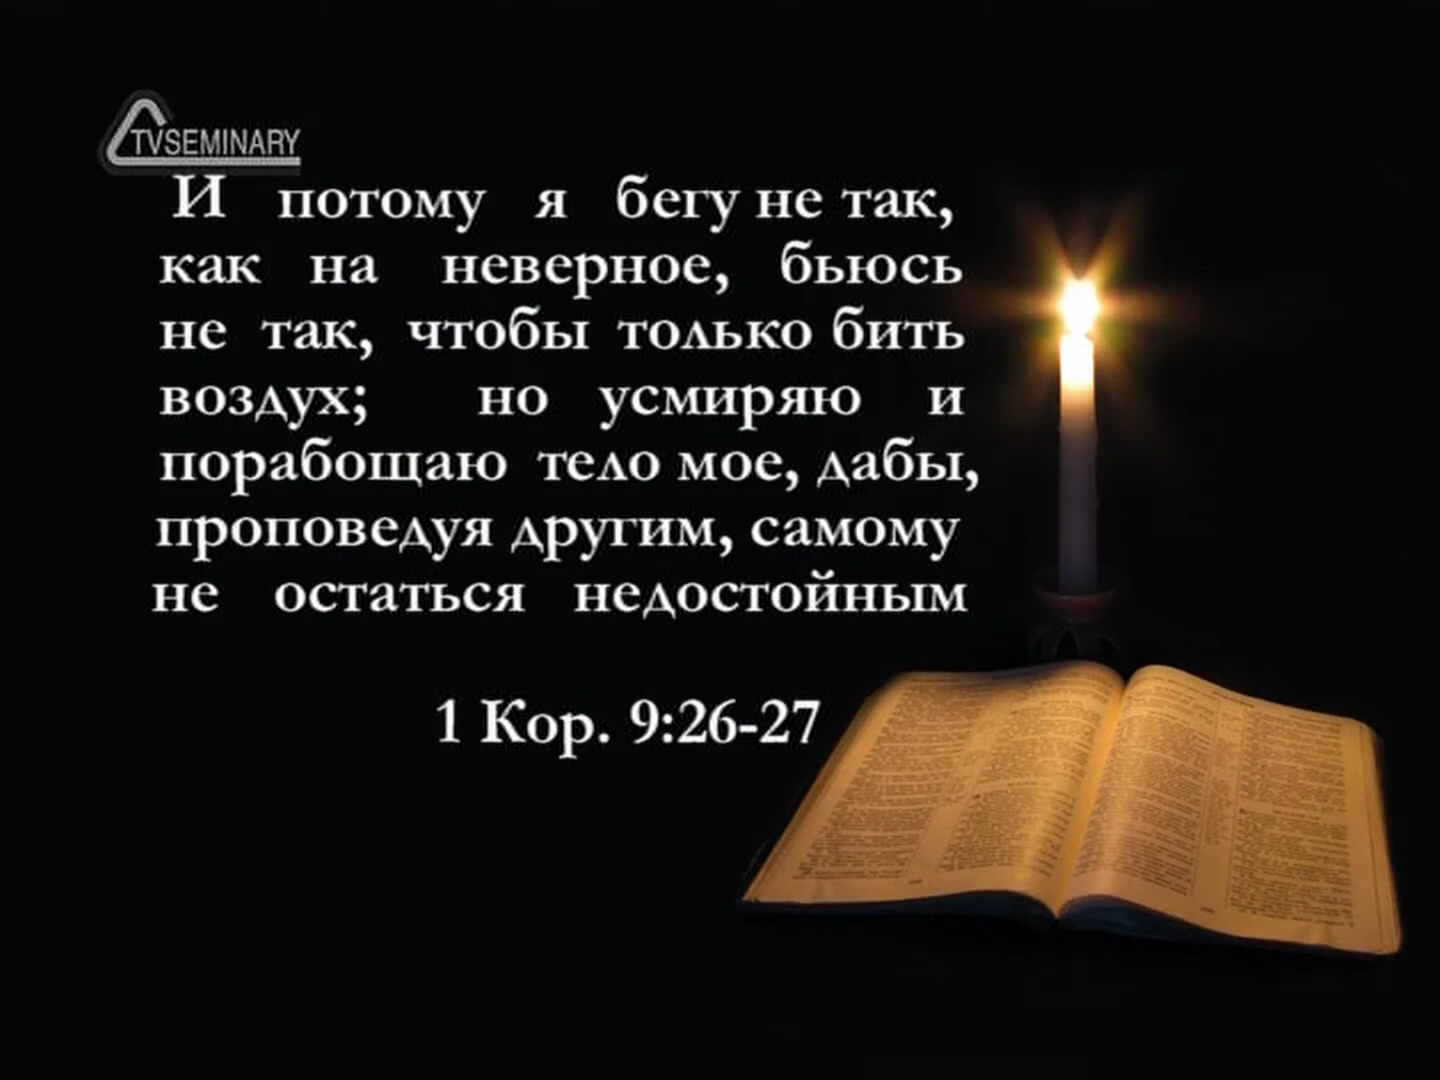 TVSEMINARY
И потому я бегу не так,
как на неверное, бьюсь
не так, чтобы только бить
воздух; но усмиряю и
порабощаю тело мое, дабы,
проповедуя другим, самому
не остаться недостойным
1 Кор. 9:26-27